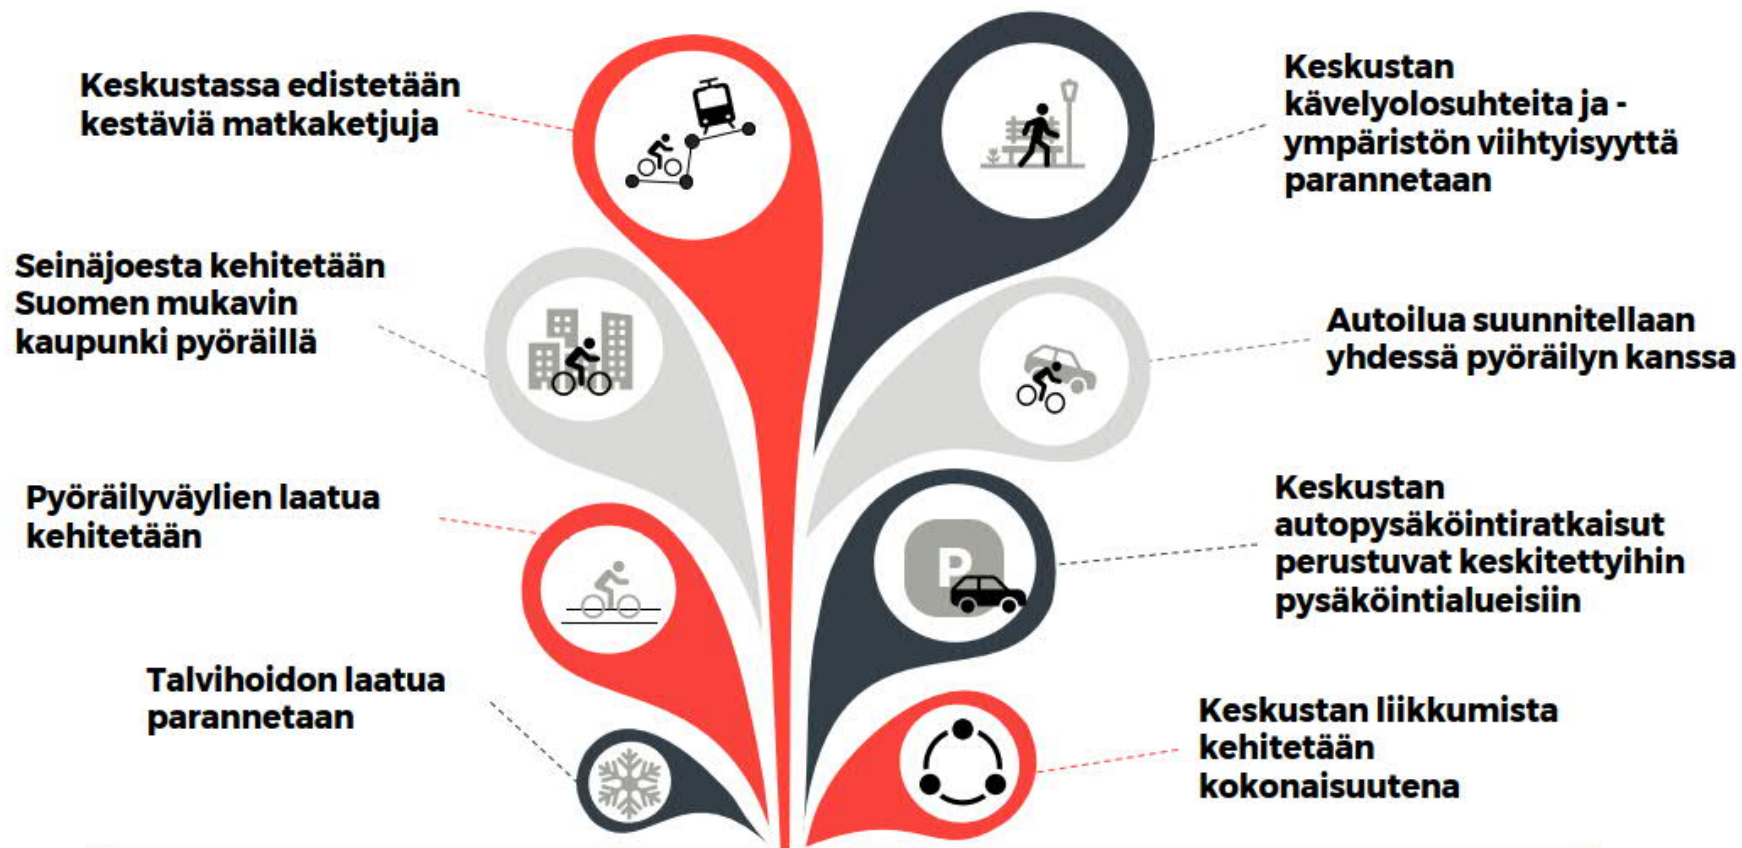 Keskustassa edistetään
kestäviä matkaketjuja
Seinäjoesta kehitetään
Suomen mukavin
kaupunki pyöräillä
Pyöräilyväylien laatua
kehitetään
Talvihoidon laatua
parannetaan
Keskustan
kävelyolosuhteita ja -
ympäristön viihtyisyyttä
parannetaan
Autoilua suunnitellaan
yhdessä pyöräilyn kanssa
P
Keskustan
autopysäköintiratkaisut
perustuvat keskitettyihin
pysäköintialueisiin
Keskustan liikkumista
kehitetään
kokonaisuutena